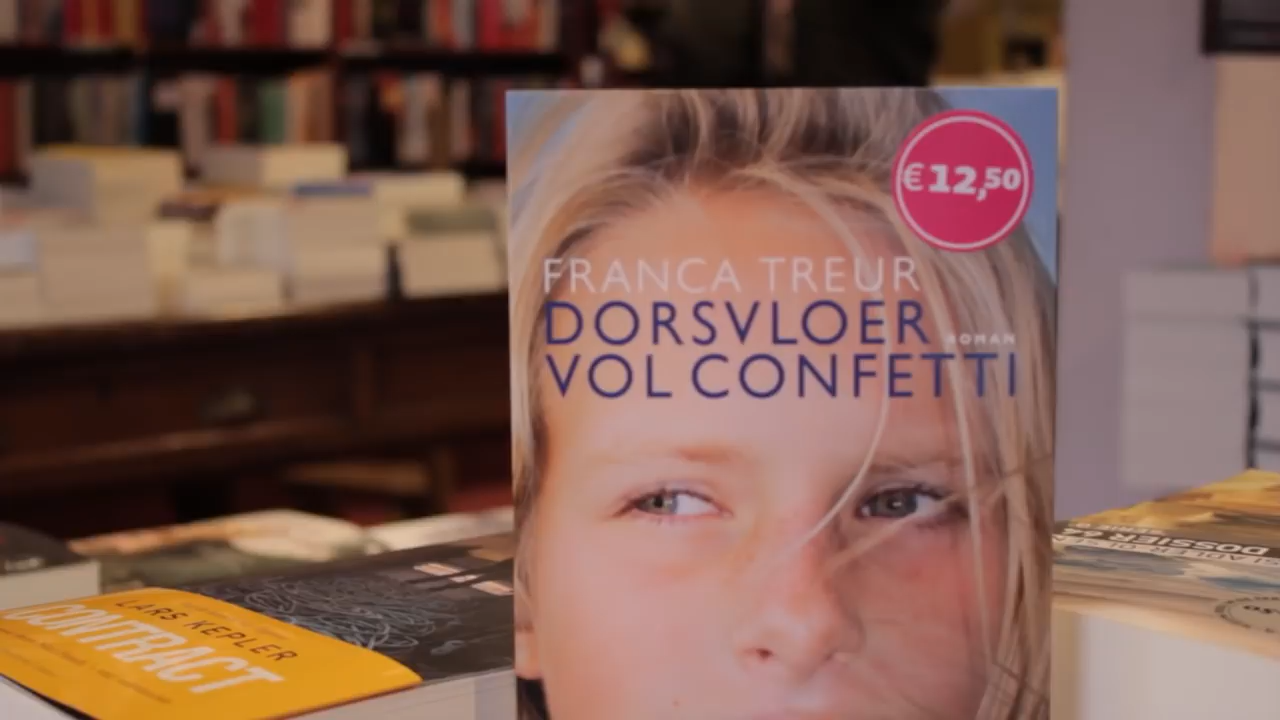 € 12,50
FRANCA TREUR
DORSVLOER
ROMAN
VOL CONFETTI
LARS KEPLER
CONTRACT
DOSSIER